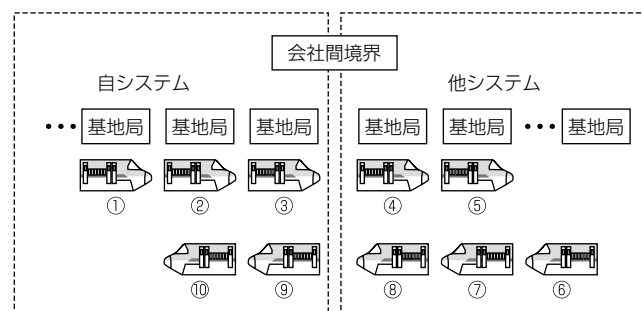 会社間境界
自システム
他システム
••• 基地局 基地局 基地局
基地局 基地局 ••• 基地局
① ② ③ ④ ⑤
⑩ ⑨ ⑧ ⑦ ⑥